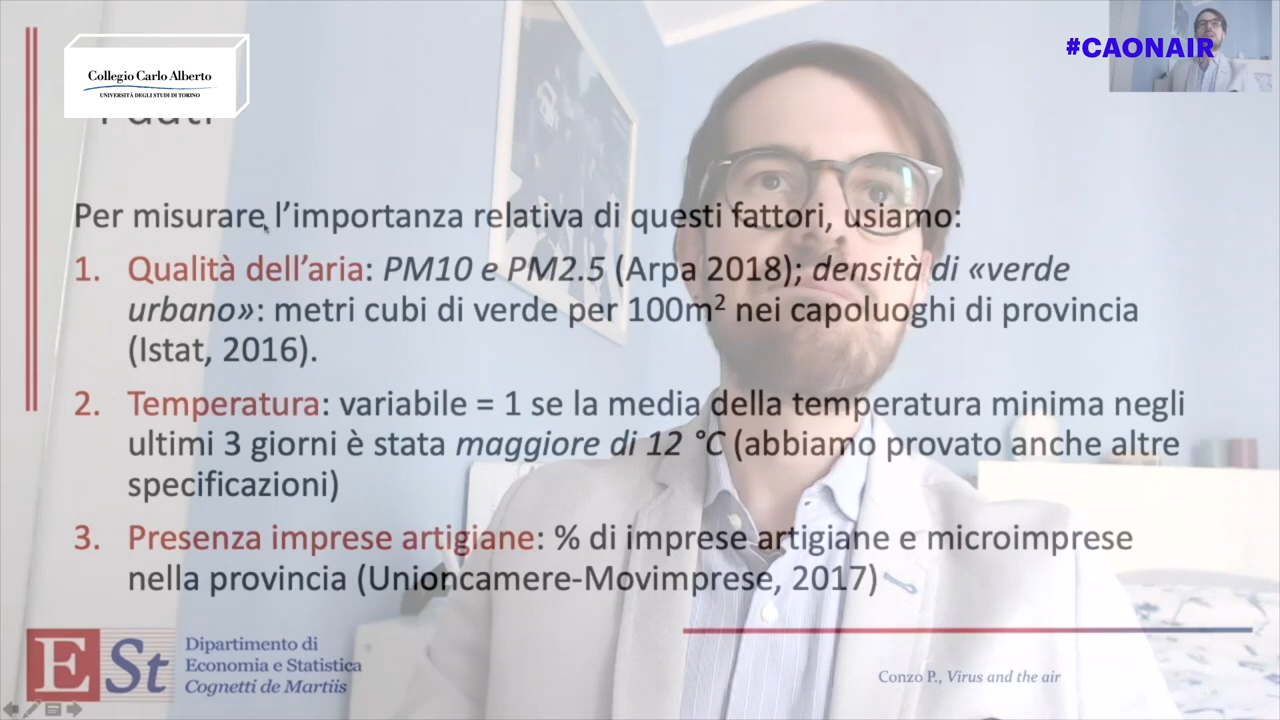 Collegio Carlo Alberto
UNIVERSITÀ DEGLI STUDI DI TORINO
#CAONAIR
I dati
Per misurare l’importanza relativa di questi fattori, usiamo:
1. Qualità dell’aria: PM10 e PM2.5 (Arpa 2018); densità di «verde
urbano»: metri cubi di verde per 100m² nei capoluoghi di provincia
(Istat, 2016).
2. Temperatura: variabile = 1 se la media della temperatura minima negli
ultimi 3 giorni è stata maggiore di 12 °C (abbiamo provato anche altre
specificazioni)
3. Presenza imprese artigiane: % di imprese artigiane e microimprese
nella provincia (Unioncamere-Movimprese, 2017)
ESt
Dipartimento di
Economia e Statistica
Cognetti de Martiis
Conzo P., Virus and the air